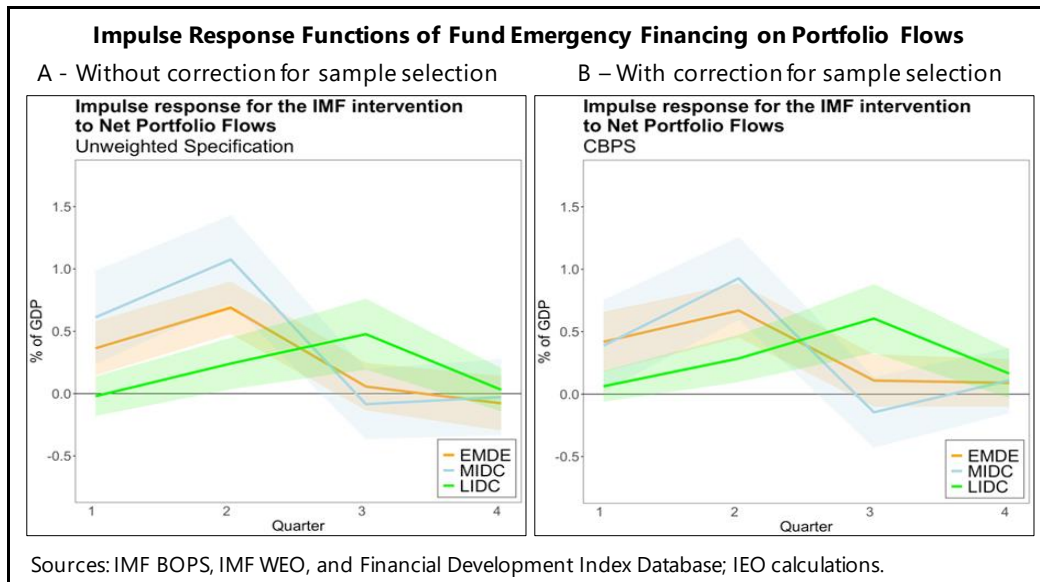 Impulse Response Functions of Fund Emergency Financing on Portfolio Flows
A - Without correction for sample selection
Impulse response for the IMF intervention
to Net Portfolio Flows
Unweighted Specification
% of GDP
1.5
1.0
0.5
0.0
-0.5
EMDE
MIDC
LIDC
1 2 3 4
Quarter
B – With correction for sample selection
Impulse response for the IMF intervention
to Net Portfolio Flows
CBPS
% of GDP
1.5
1.0
0.5
0.0
-0.5
EMDE
MIDC
LIDC
1 2 3 4
Quarter
Sources: IMF BOPS, IMF WEO, and Financial Development Index Database; IEO calculations.